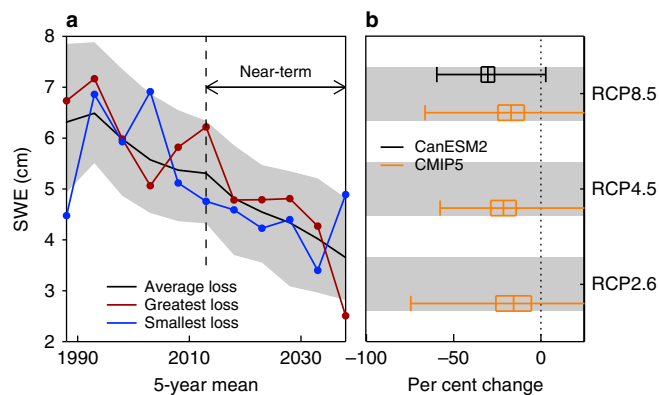 a
b
8
7
6
5
4
3
2
SWE (cm)
Near-term
Average loss
Greatest loss
Smallest loss
1990
2010
2030
5-year mean
CanESM2
CMIP5
RCP8.5
RCP4.5
RCP2.6
−100
−50
0
Per cent change